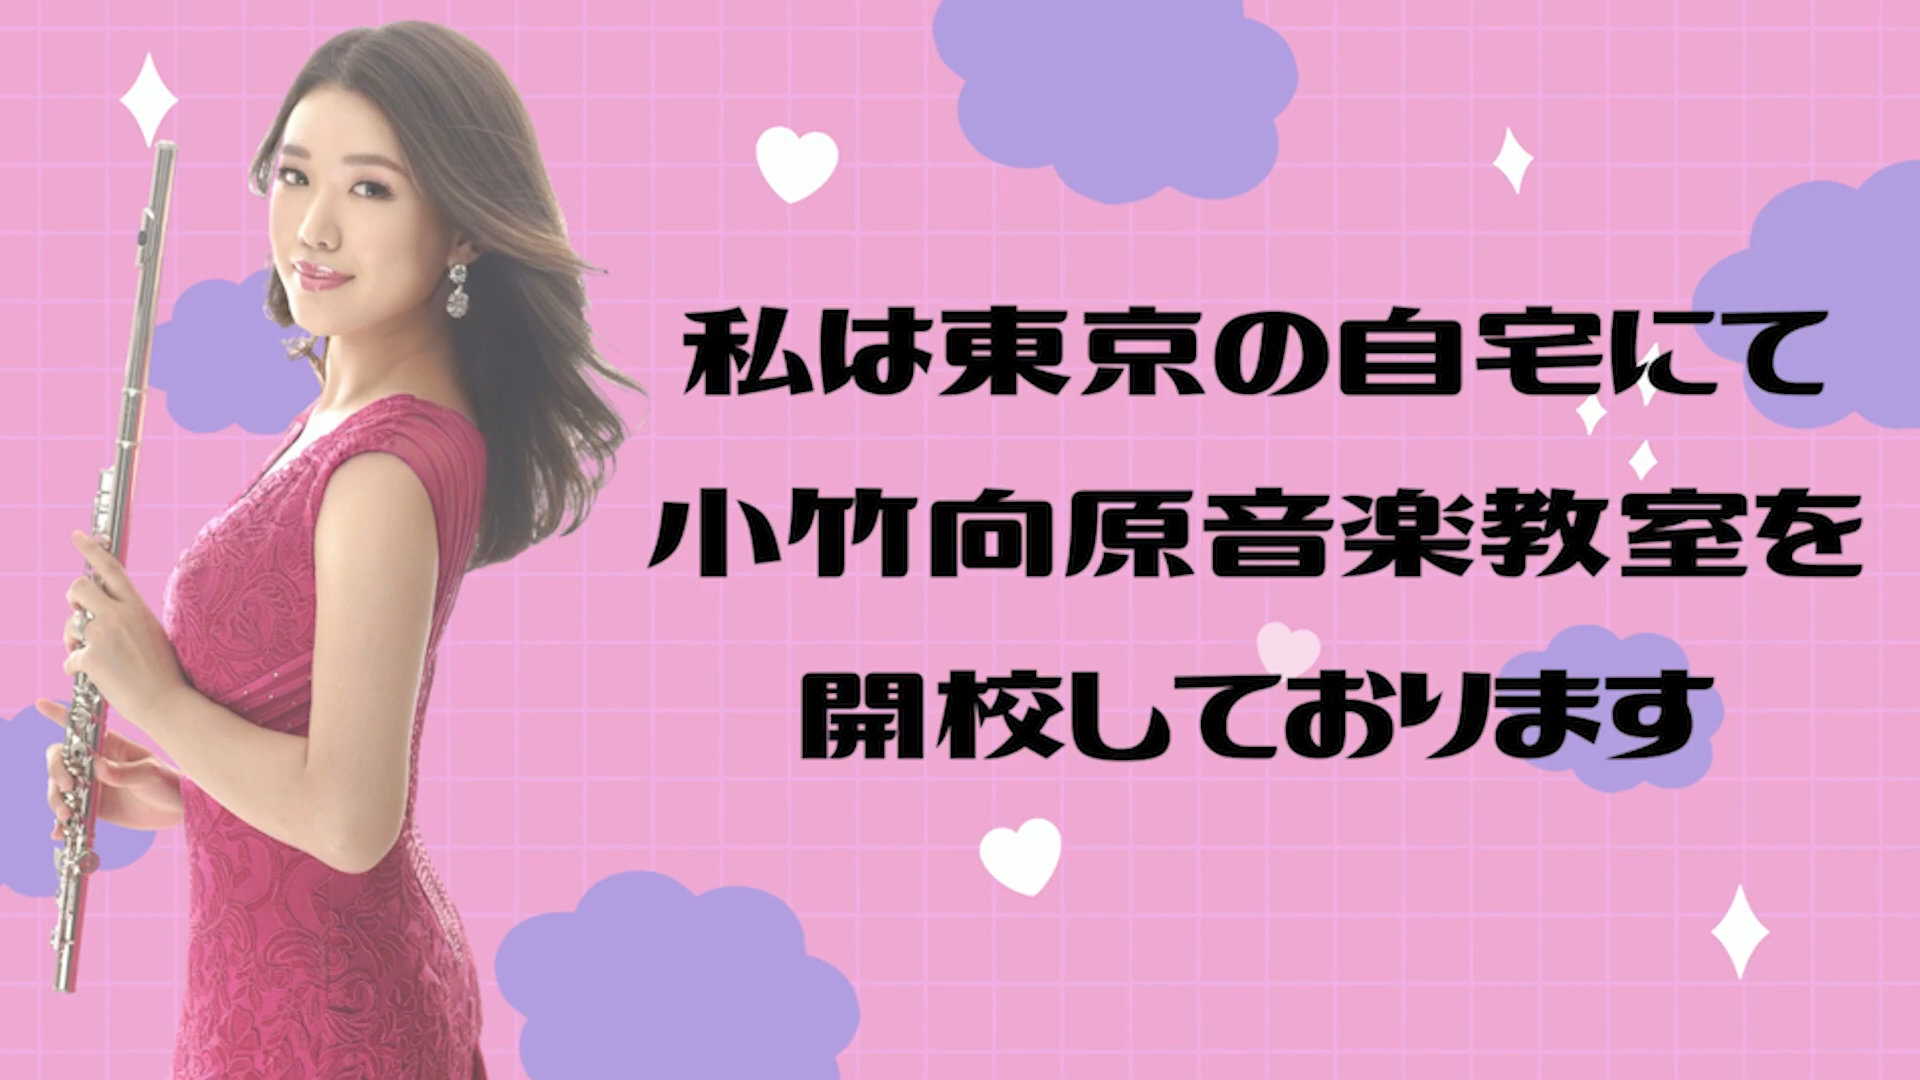 私は東京の自宅にて
小竹向原音楽教室を
開校しております